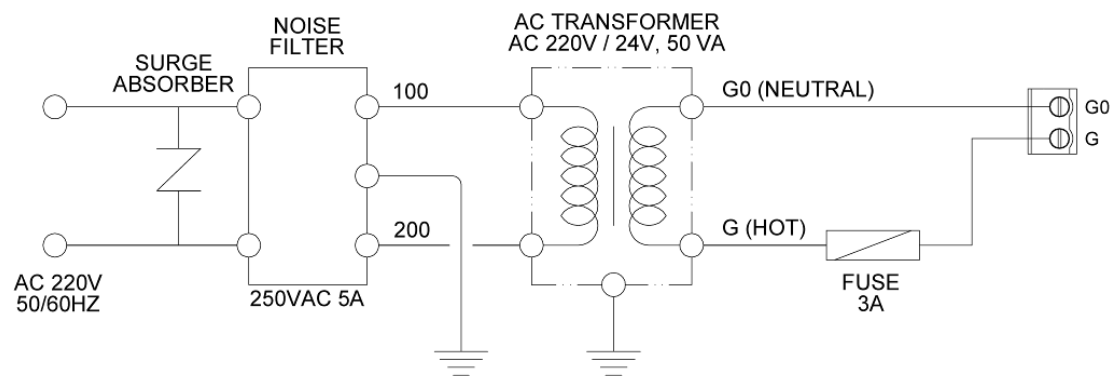 NOISE
FILTER
AC TRANSFORMER
AC 220V / 24V, 50 VA
SURGE
ABSORBER
100
G0 (NEUTRAL)
G0
G
200
G (HOT)
AC 220V
50/60HZ
250VAC 5A
FUSE
3A